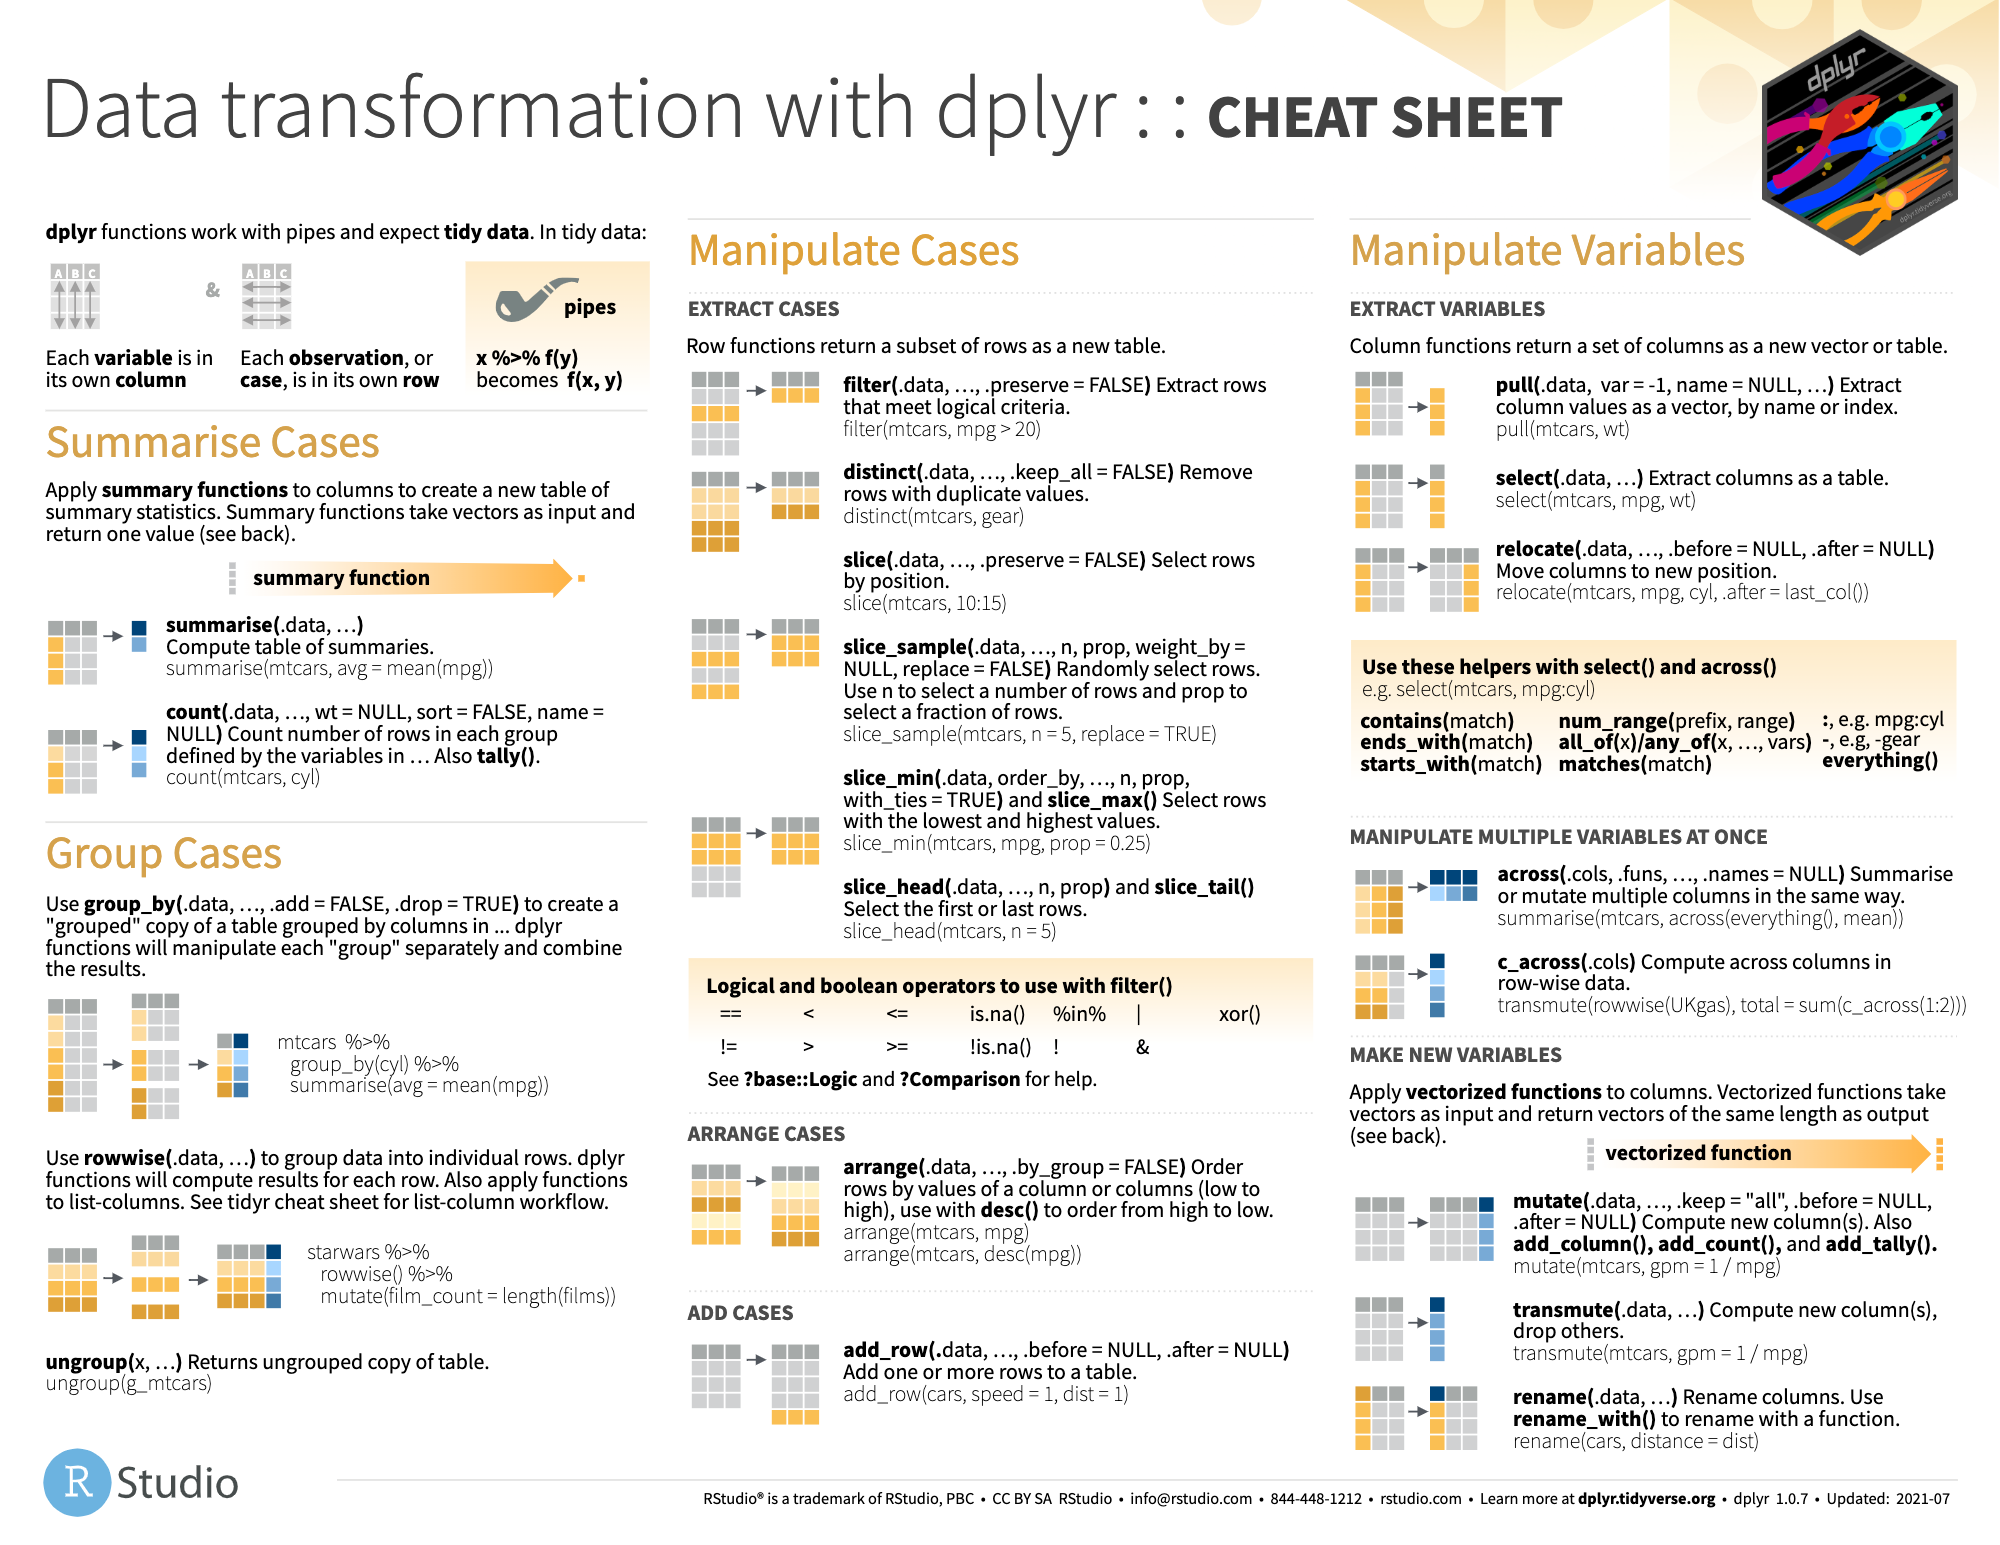 Data transformation with dplyr : : CHEAT SHEET
dplyr
dplyr.tidyverse.org
dplyr functions work with pipes and expect tidy data. In tidy data:
A B C
&
A B C
pipes
Each variable is in
its own column
Each observation, or
case, is in its own row
x %>% f(y)
becomes f(x, y)
Summarise Cases
Apply summary functions to columns to create a new table of
summary statistics. Summary functions take vectors as input and
return one value (see back).
summary function
summarise(.data, …)
Compute table of summaries.
summarise(mtcars, avg = mean(mpg))
count(.data, …, wt = NULL, sort = FALSE, name =
NULL) Count number of rows in each group
defined by the variables in … Also tally().
count(mtcars, cyl)
Group Cases
Use group_by(.data, …, .add = FALSE, .drop = TRUE) to create a
"grouped" copy of a table grouped by columns in ... dplyr
functions will manipulate each "group" separately and combine
the results.
mtcars %>%
group_by(cyl) %>%
summarise(avg = mean(mpg))
Use rowwise(.data, …) to group data into individual rows. dplyr
functions will compute results for each row. Also apply functions
to list-columns. See tidyr cheat sheet for list-column workflow.
starwars %>%
rowwise() %>%
mutate(film_count = length(films))
ungroup(x, …) Returns ungrouped copy of table.
ungroup(g_mtcars)
Manipulate Cases
EXTRACT CASES
Row functions return a subset of rows as a new table.
filter(.data, …, .preserve = FALSE) Extract rows
that meet logical criteria.
filter(mtcars, mpg > 20)
distinct(.data, …, .keep_all = FALSE) Remove
rows with duplicate values.
distinct(mtcars, gear)
slice(.data, …, .preserve = FALSE) Select rows
by position.
slice(mtcars, 10:15)
slice_sample(.data, …, n, prop, weight_by =
NULL, replace = FALSE) Randomly select rows.
Use n to select a number of rows and prop to
select a fraction of rows.
slice_sample(mtcars, n = 5, replace = TRUE)
slice_min(.data, order_by, …, n, prop,
with_ties = TRUE) and slice_max() Select rows
with the lowest and highest values.
slice_min(mtcars, mpg, prop = 0.25)
slice_head(.data, …, n, prop) and slice_tail()
Select the first or last rows.
slice_head(mtcars, n = 5)
Logical and boolean operators to use with filter()
== < <= is.na() %in% | xor()
!= > >= !is.na() ! &
See ?base::Logic and ?Comparison for help.
ARRANGE CASES
arrange(.data, …, .by_group = FALSE) Order
rows by values of a column or columns (low to
high), use with desc() to order from high to low.
arrange(mtcars, mpg)
arrange(mtcars, desc(mpg))
ADD CASES
add_row(.data, …, .before = NULL, .after = NULL)
Add one or more rows to a table.
add_row(cars, speed = 1, dist = 1)
Manipulate Variables
EXTRACT VARIABLES
Column functions return a set of columns as a new vector or table.
pull(.data, var = -1, name = NULL, …) Extract
column values as a vector, by name or index.
pull(mtcars, wt)
select(.data, …) Extract columns as a table.
select(mtcars, mpg, wt)
relocate(.data, …, .before = NULL, .after = NULL)
Move columns to new position.
relocate(mtcars, mpg, cyl, .after = last_col())
Use these helpers with select() and across()
e.g. select(mtcars, mpg:cyl)
contains(match) num_range(prefix, range) :, e.g. mpg:cyl
ends_with(match) all_of(x)/any_of(x, …, vars) -, e.g, -gear
starts_with(match) matches(match) everything()
MANIPULATE MULTIPLE VARIABLES AT ONCE
across(.cols, .funs, …, .names = NULL) Summarise
or mutate multiple columns in the same way.
summarise(mtcars, across(everything(), mean))
c_across(.cols) Compute across columns in
row-wise data.
transmute(rowwise(UKgas), total = sum(c_across(1:2)))
MAKE NEW VARIABLES
Apply vectorized functions to columns. Vectorized functions take
vectors as input and return vectors of the same length as output
(see back).
vectorized function
mutate(.data, …, .keep = "all", .before = NULL,
.after = NULL) Compute new column(s). Also
add_column(), add_count(), and add_tally().
mutate(mtcars, gpm = 1 / mpg)
transmute(.data, …) Compute new column(s),
drop others.
transmute(mtcars, gpm = 1 / mpg)
rename(.data, …) Rename columns. Use
rename_with() to rename with a function.
rename(cars, distance = dist)
R Studio
RStudio® is a trademark of RStudio, PBC • CC BY SA RStudio • info@rstudio.com • 844-448-1212 • rstudio.com • Learn more at dplyr.tidyverse.org • dplyr 1.0.7 • Updated: 2021-07